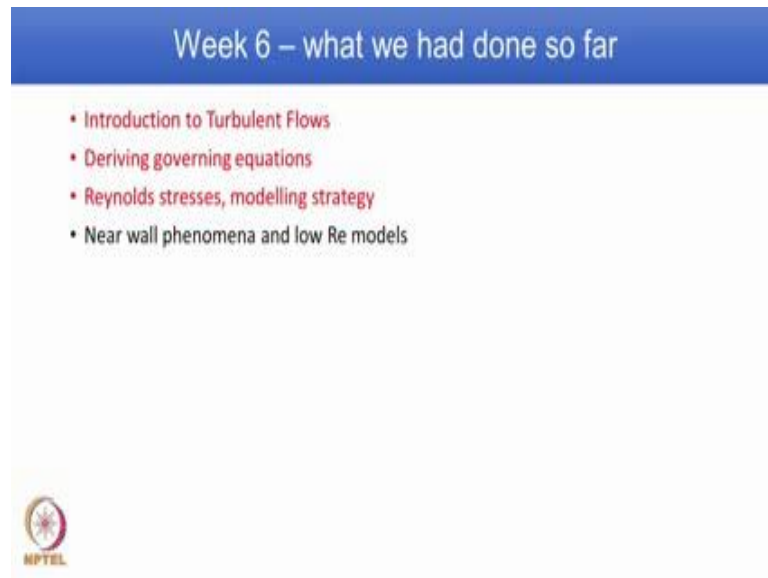 Week 6 – what we had done so far
• Introduction to Turbulent Flows
• Deriving governing equations
• Reynolds stresses, modelling strategy
• Near wall phenomena and low Re models
NPTEL